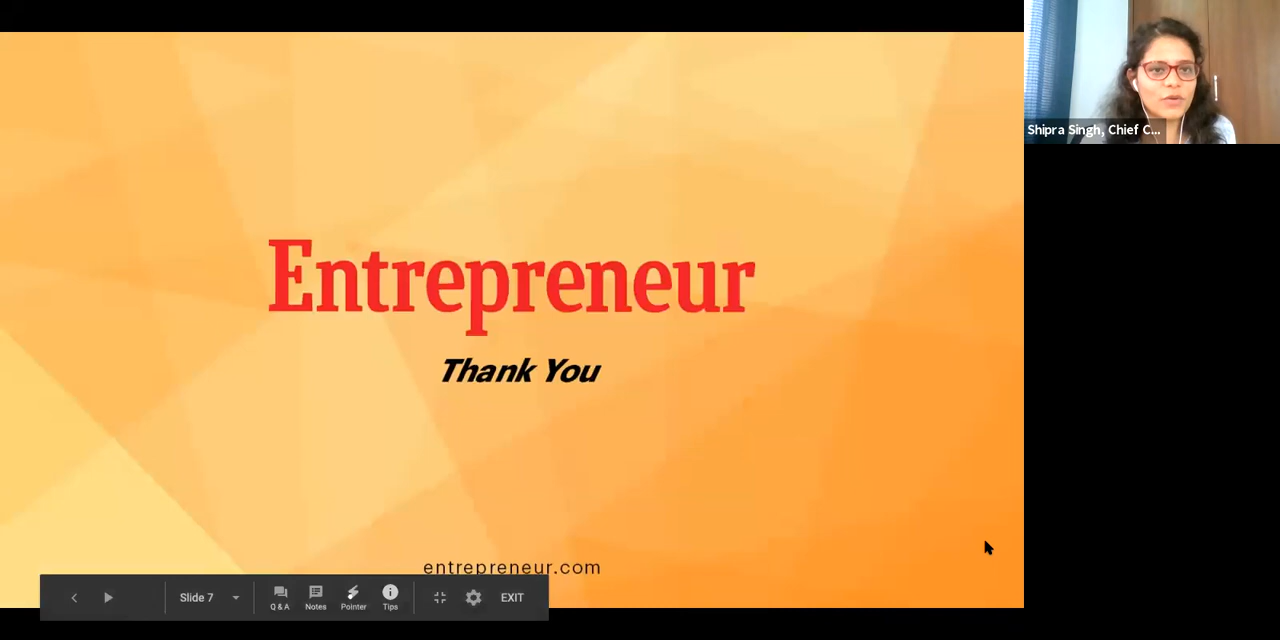 Shipra Singh, Chief C...
Entrepreneur
Thank You
entrepreneur.com
Slide 7
Q & A
Notes
Pointer
Tips
EXIT